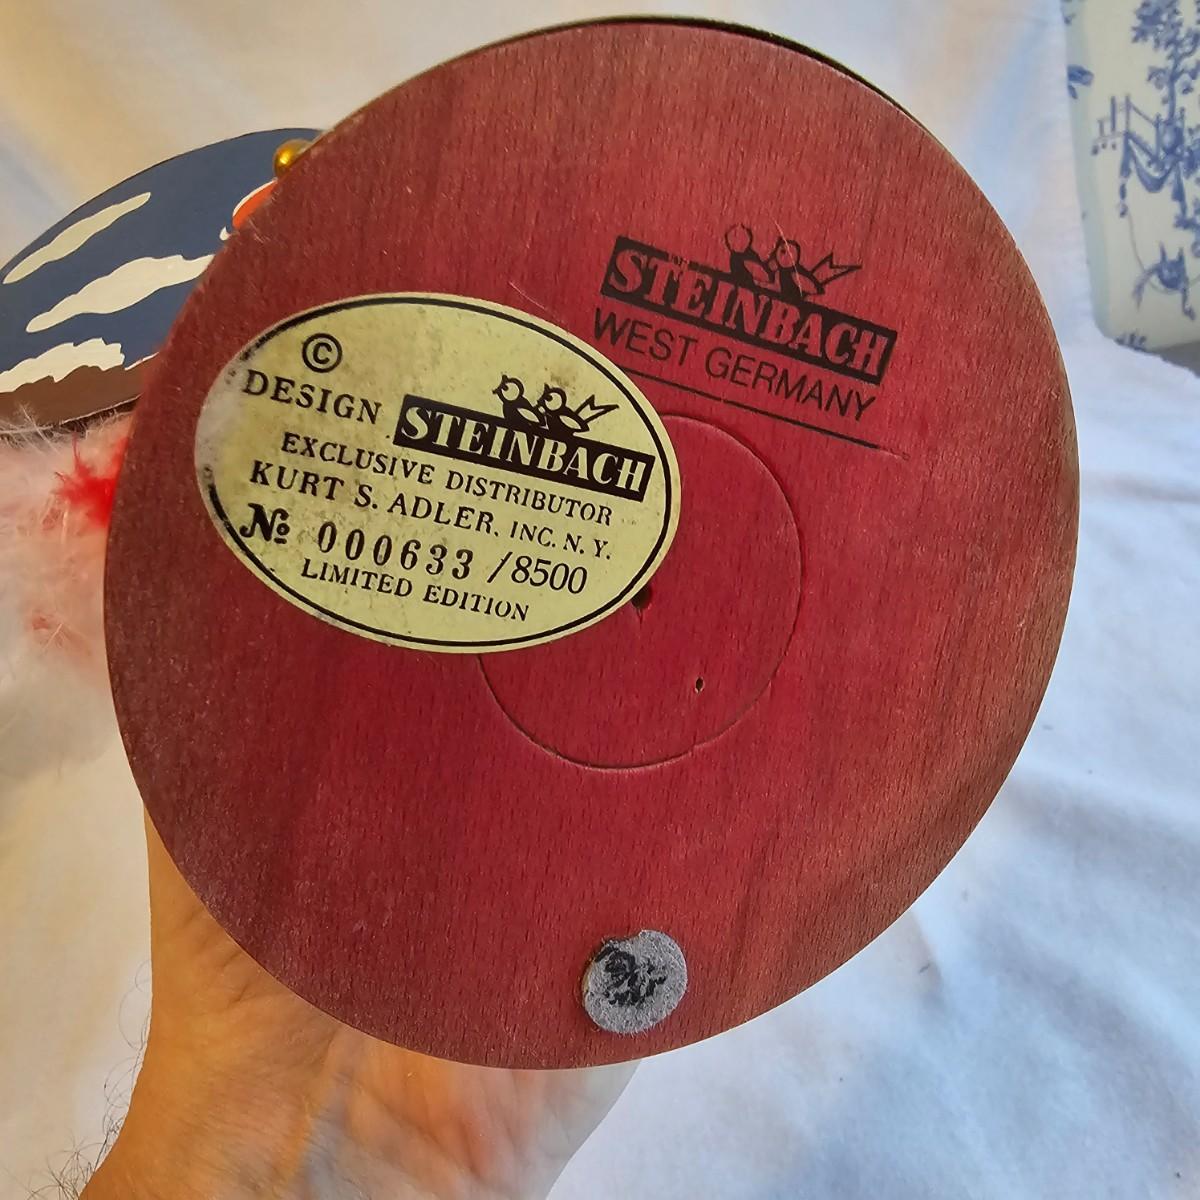 STEINBACH
WEST GERMANY
©
DESIGN STEINBACH
EXCLUSIVE DISTRIBUTOR
KURT S. ADLER, INC. N. Y.
№ 000633 /8500
LIMITED EDITION